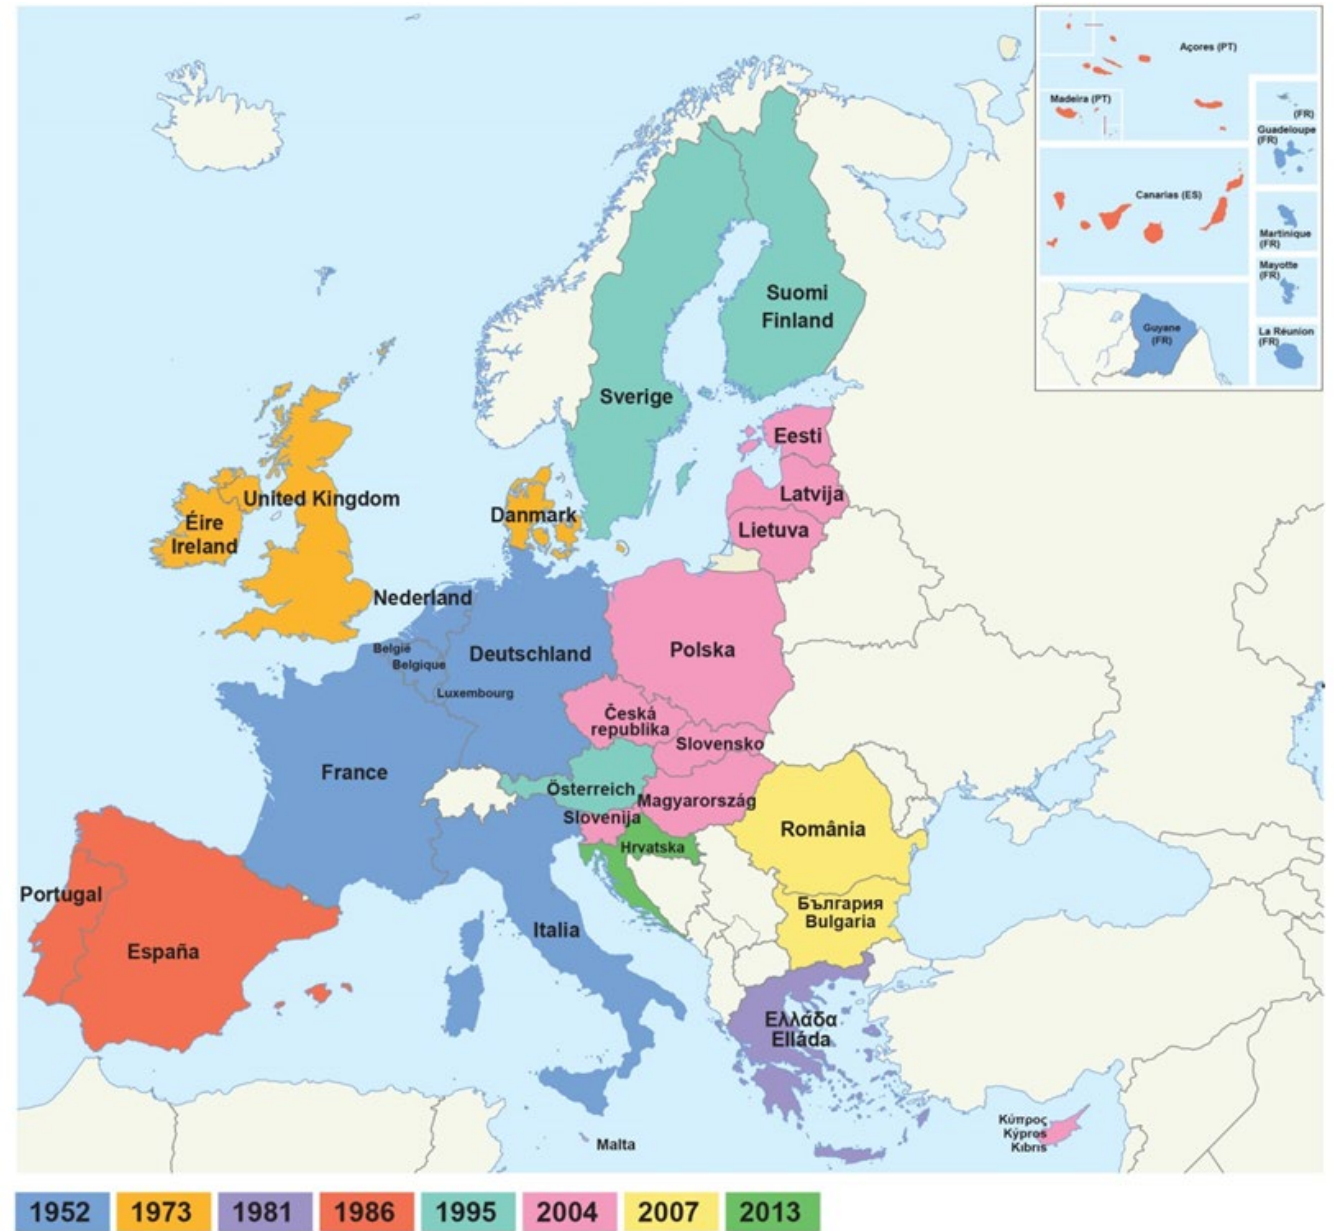 Açores (PT)
Madeira (PT)
(FR)
Guadeloupe
(FR)
Canarias (ES)
Martinique
(FR)
Mayotte
(FR)
Guyane
(FR)
La Réunion
(FR)
Suomi
Finland
Sverige
Eesti
Latvija
Lietuva
United Kingdom
Éire
Ireland
Danmark
Nederland
België
Belgique
Deutschland
Polska
Luxembourg
Česká
republika
Slovensko
France
Österreich
Magyarország
Slovenija
Hrvatska
România
Portugal
България
Bulgaria
España
Italia
Ελλάδα
Elláda
Malta
Κύπρος
Kýpros
Kıbrıs
1952 1973 1981 1986 1995 2004 2007 2013